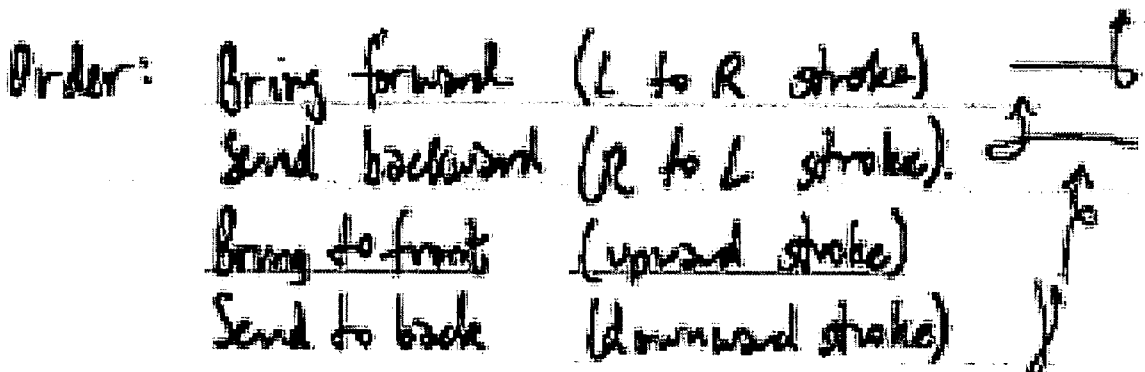 Order: Bring forward (L to R stroke)
Send backward (R to L stroke).
Bring to front (upward stroke)
Send to back (downward stroke)